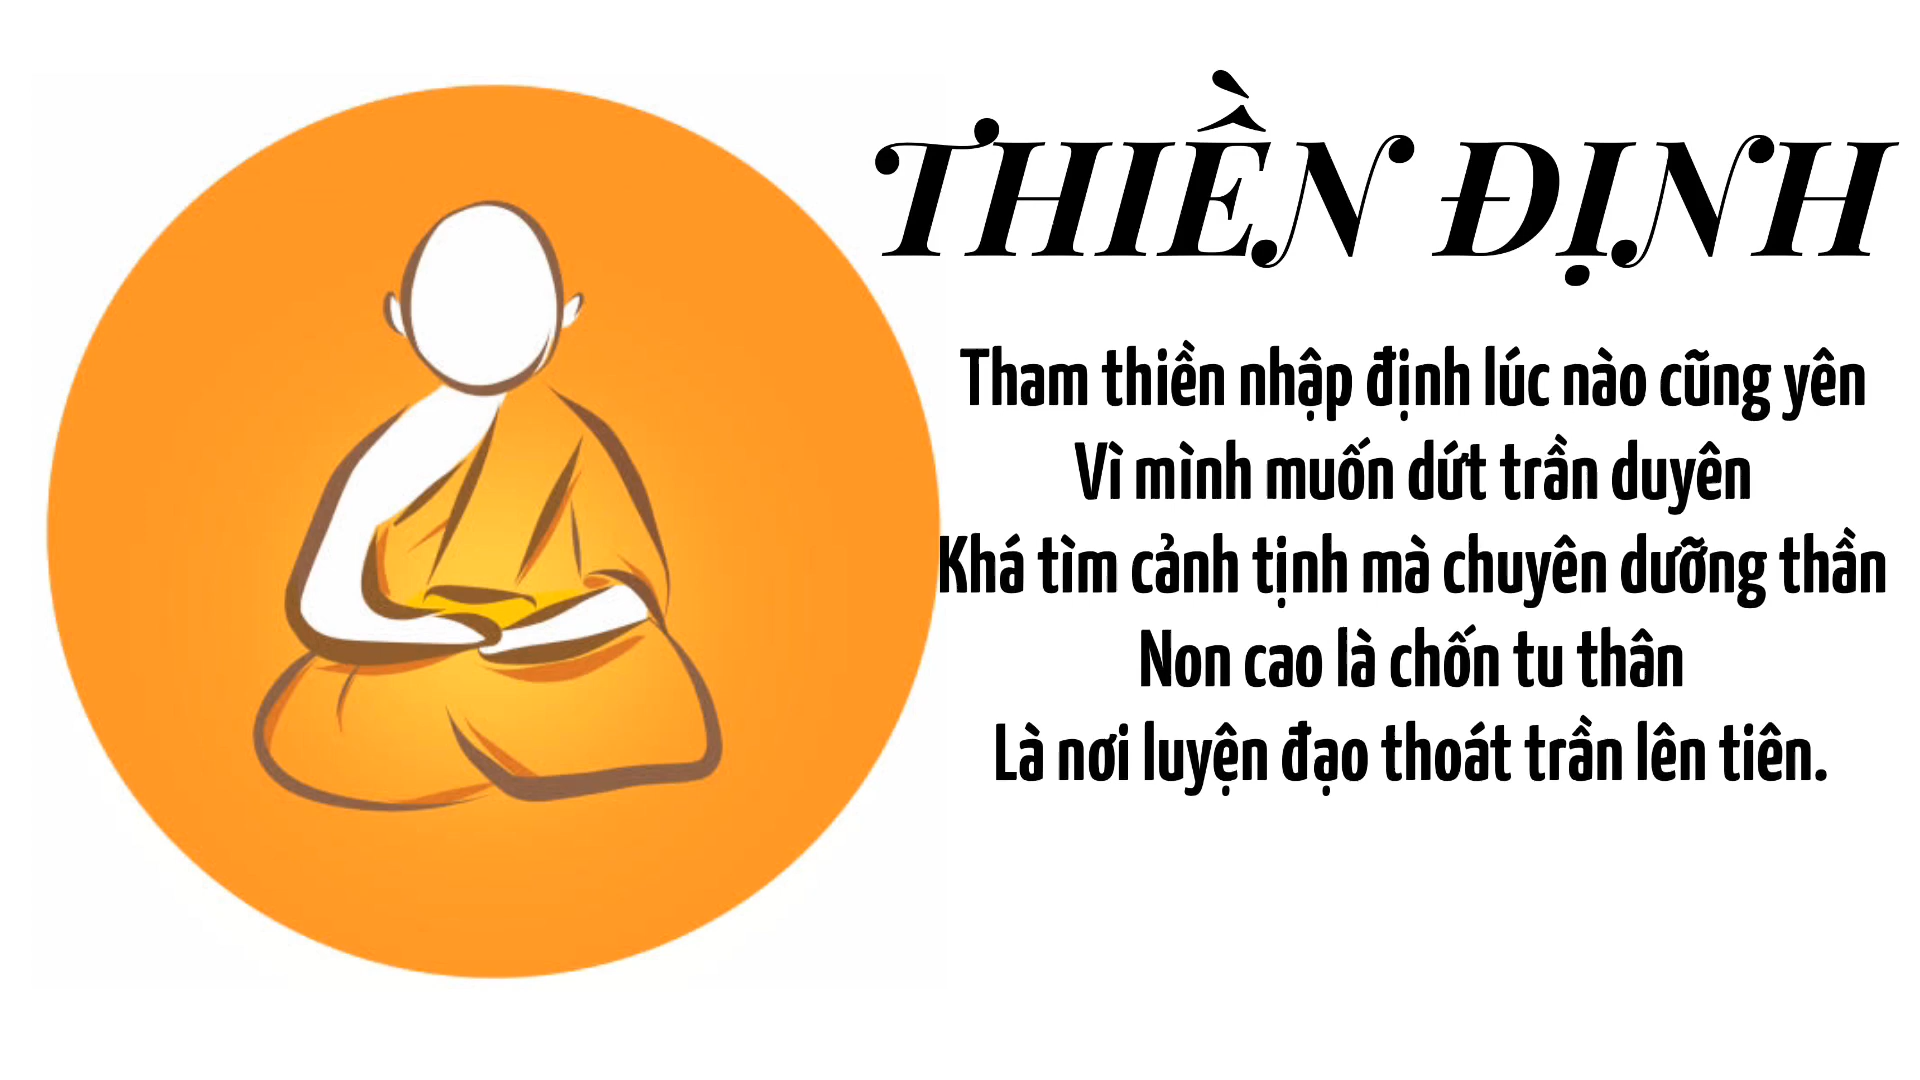 THIỀN ĐỊNH
Tham thiền nhập định lúc nào cũng yên
Vì mình muốn dứt trần duyên
Khá tìm cảnh tịnh mà chuyên dưỡng thần
Non cao là chốn tu thân
Là nơi luyện đạo thoát trần lên tiên.